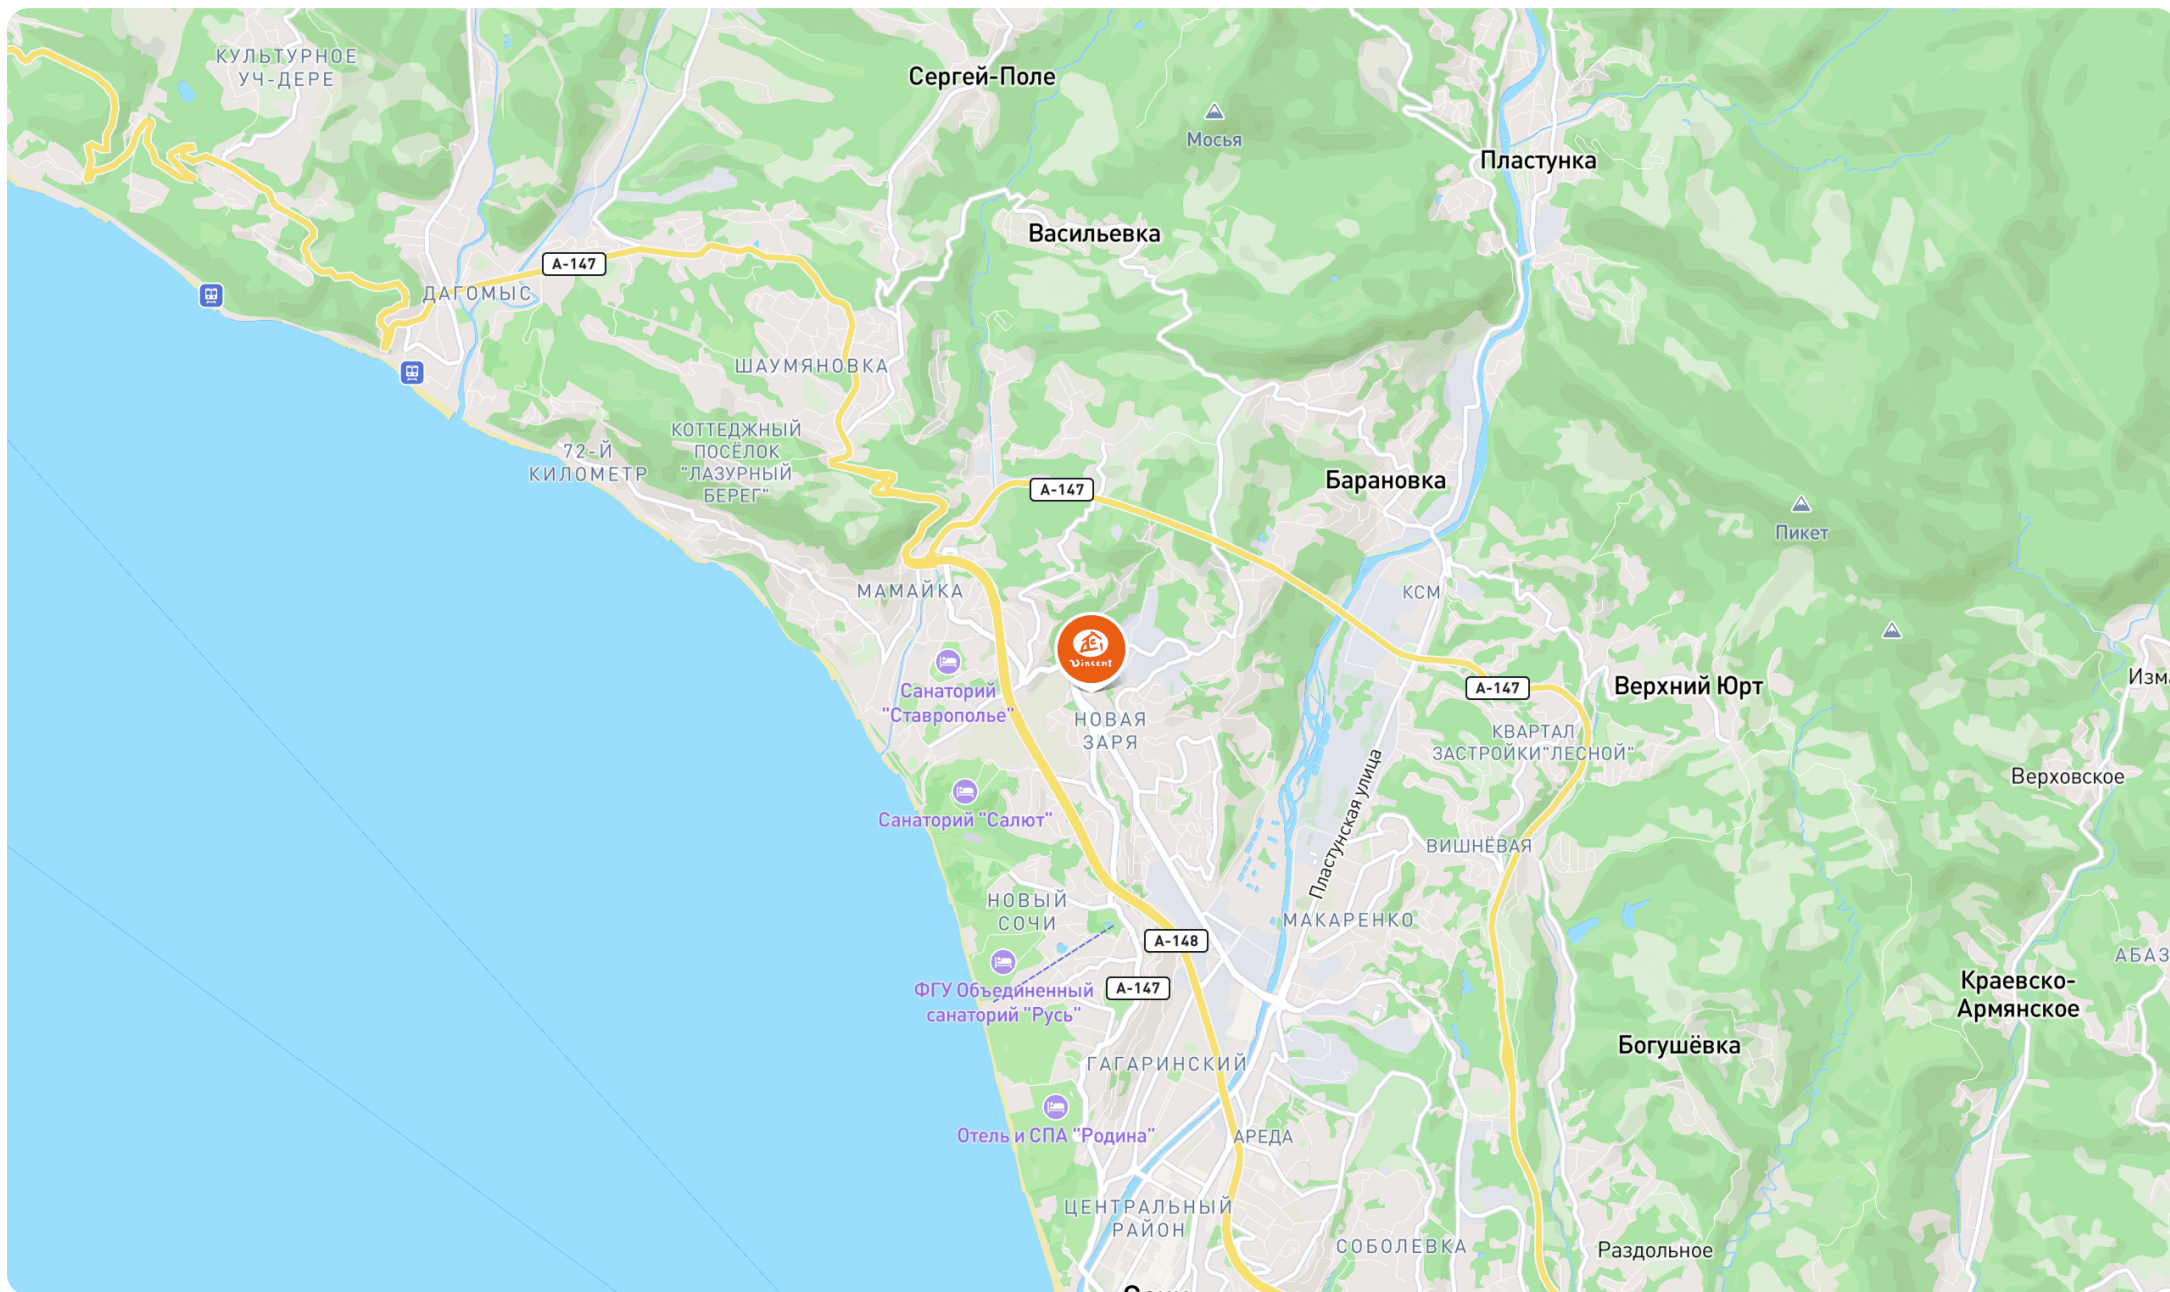 КУЛЬТУРНОЕ
УЧ-ДЕРЕ
Сергей-Поле
Мосья
Пластунка
Васильевка
А-147
ДАГОМЫС
ШАУМЯНОВКА
КОТТЕДЖНЫЙ
ПОСЁЛОК
"ЛАЗУРНЫЙ
БЕРЕГ"
72-Й
КИЛОМЕТР
А-147
Барановка
Пикет
МАМАЙКА
КСМ
Vincent
Санаторий
"Ставрополье"
НОВАЯ
ЗАРЯ
А-147
Верхний Юрт
КВАРТАЛ
ЗАСТРОЙКИ"ЛЕСНОЙ"
Изма
Верховское
Санаторий "Салют"
Пластунская улица
ВИШНЁВАЯ
НОВЫЙ
СОЧИ
МАКАРЕНКО
А-148
А-147
ФГУ Объединенный
санаторий "Русь"
АБАЗ
Краевско-
Армянское
Богушёвка
ГАГАРИНСКИЙ
Отель и СПА "Родина"
АРЕДА
ЦЕНТРАЛЬНЫЙ
РАЙОН
СОБОЛЕВКА
Раздольное